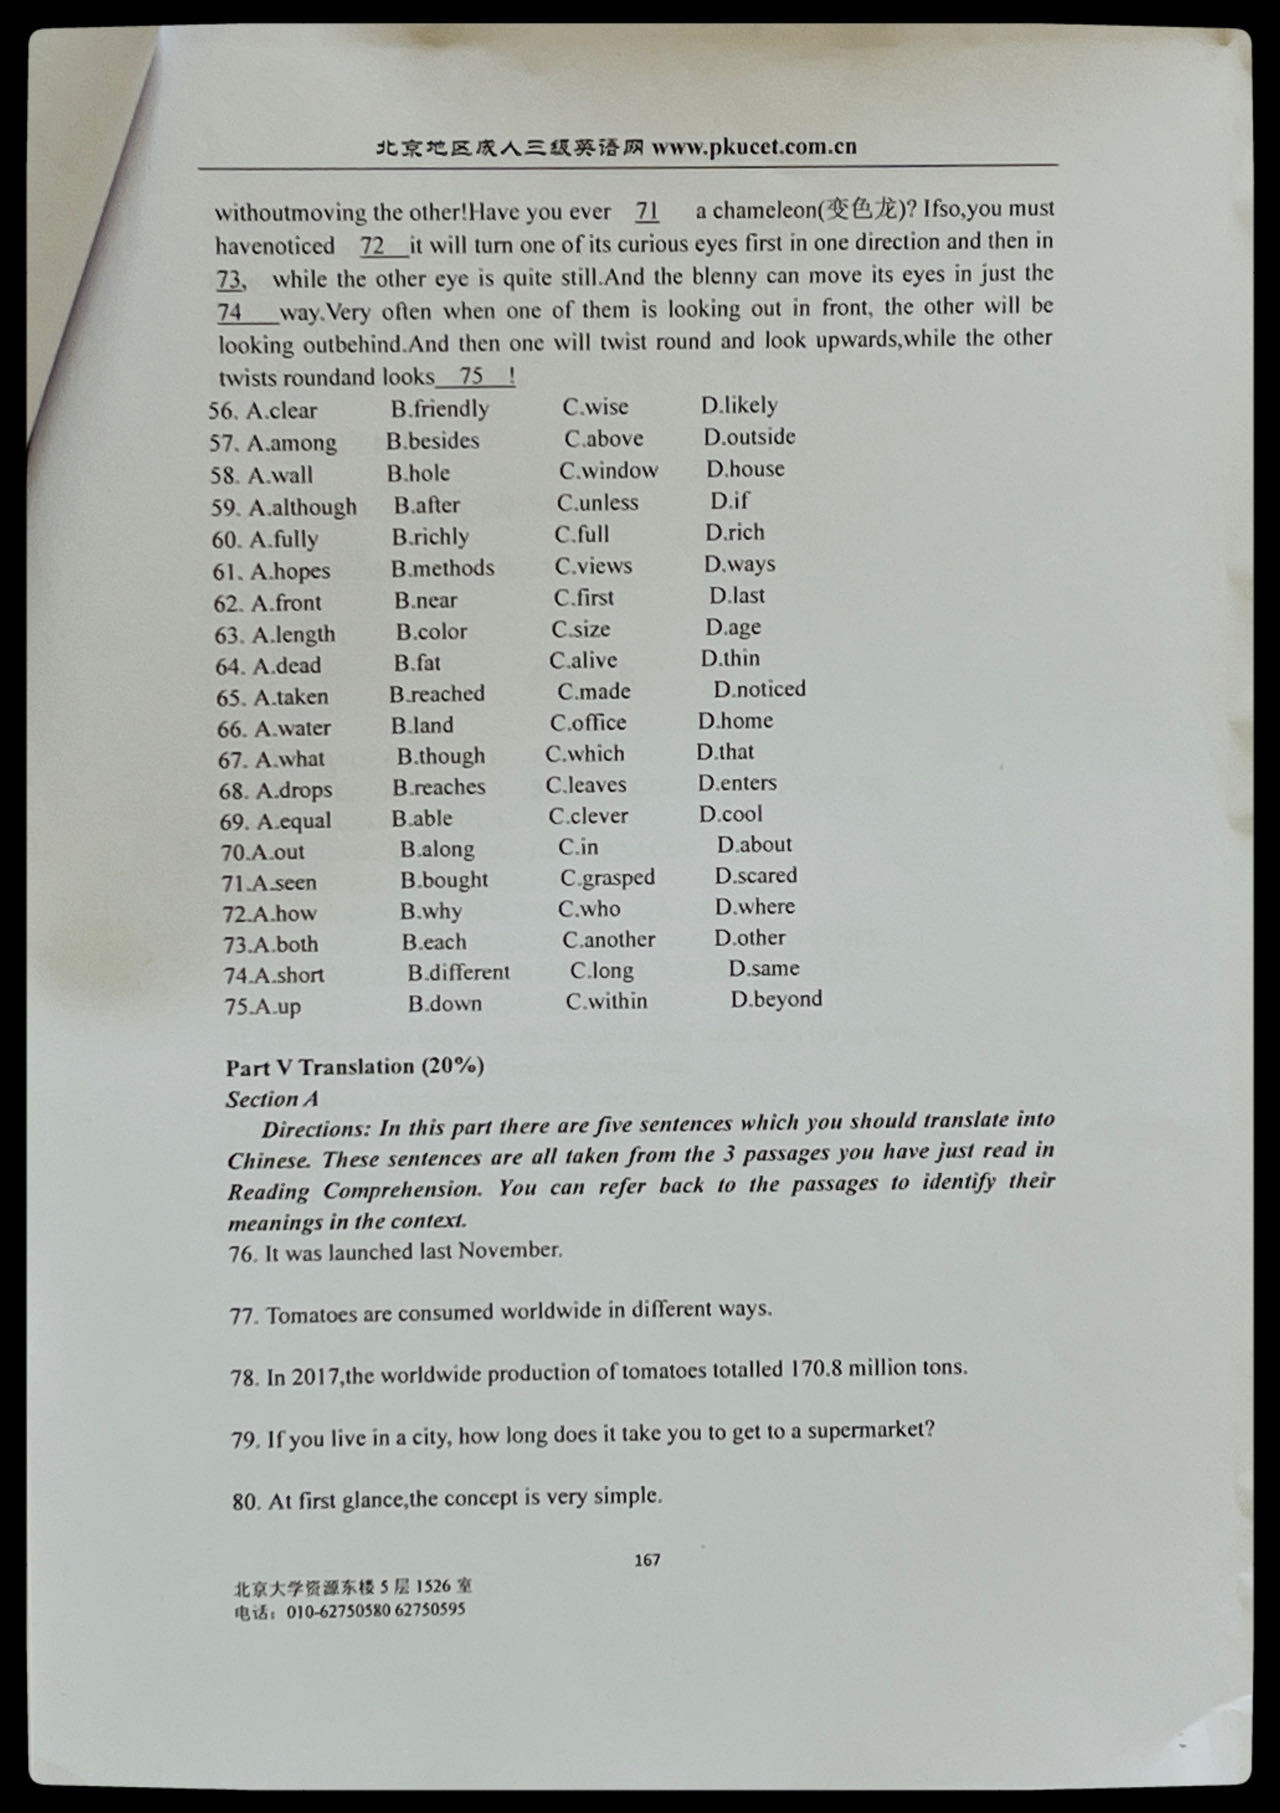 北京地区成人三级英语网 www.pkucet.com.cn
withoutmoving the other!Have you ever 71 a chameleon(变色龙)? Ifso,you must
havenoticed 72 it will turn one of its curious eyes first in one direction and then in
73, while the other eye is quite still.And the blenny can move its eyes in just the
74 way.Very often when one of them is looking out in front, the other will be
looking outbehind.And then one will twist round and look upwards,while the other
twists roundand looks 75 !
56. A.clear B.friendly C.wise D.likely
57. A.among B.besides C.above D.outside
58. A.wall B.hole C.window D.house
59. A.although B.after C.unless D.if
60. A.fully B.richly C.full D.rich
61. A.hopes B.methods C.views D.ways
62. A.front B.near C.first D.last
63. A.length B.color C.size D.age
64. A.dead B.fat C.alive D.thin
65. A.taken B.reached C.made D.noticed
66. A.water B.land C.office D.home
67. A.what B.though C.which D.that
68. A.drops B.reaches C.leaves D.enters
69. A.equal B.able C.clever D.cool
70.A.out B.along C.in D.about
71.A.seen B.bought C.grasped D.scared
72.A.how B.why C.who D.where
73.A.both B.each C.another D.other
74.A.short B.different C.long D.same
75.A.up B.down C.within D.beyond
Part V Translation (20%)
Section A
Directions: In this part there are five sentences which you should translate into
Chinese. These sentences are all taken from the 3 passages you have just read in
Reading Comprehension. You can refer back to the passages to identify their
meanings in the context.
76. It was launched last November.
77. Tomatoes are consumed worldwide in different ways.
78. In 2017,the worldwide production of tomatoes totalled 170.8 million tons.
79. If you live in a city, how long does it take you to get to a supermarket?
80. At first glance,the concept is very simple.
167
北京大学资源东楼 5 层 1526 室
电话：010-62750580 62750595